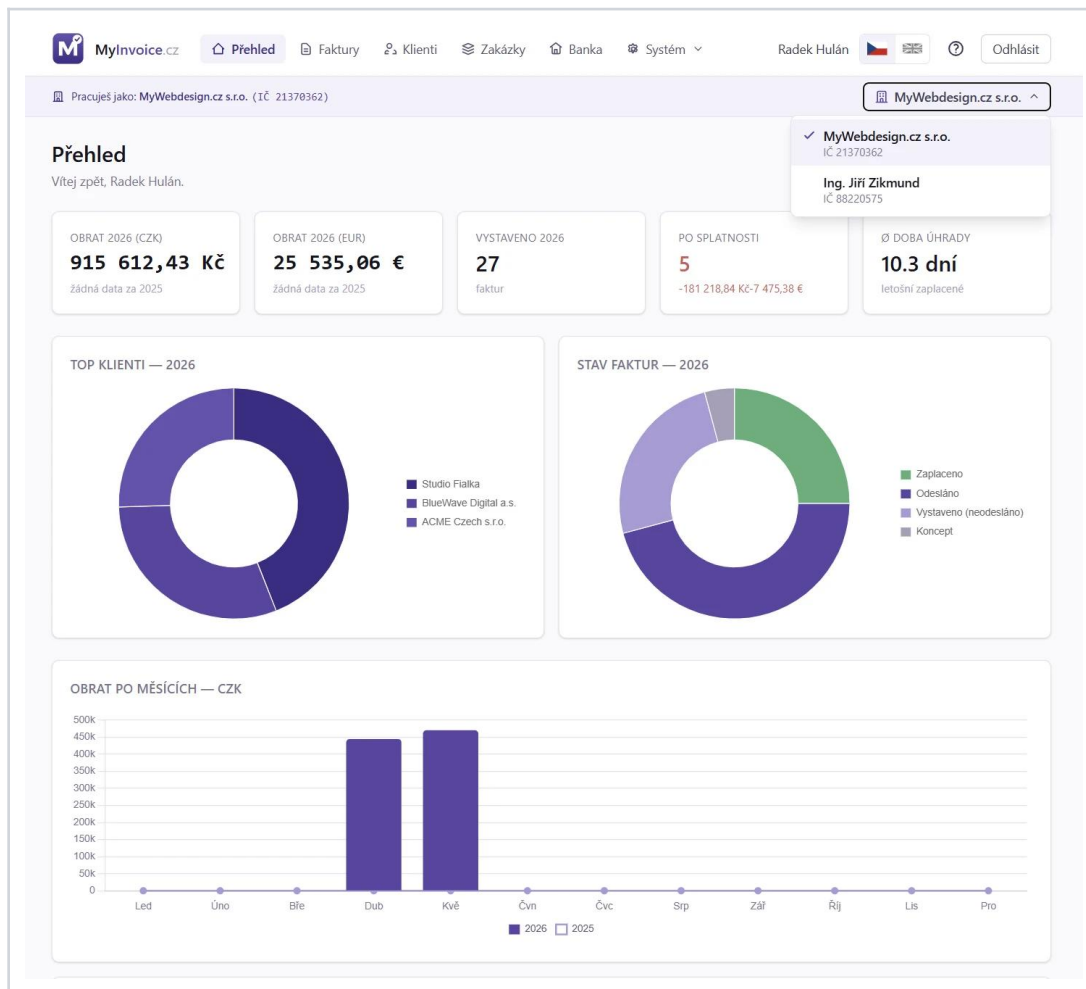 MyInvoice.cz Přehled Faktury Klienti Zakázky Banka Systém Radek Hulán Odhlásit
Pracuješ jako: MyWebdesign.cz s.r.o. (IČ 21370362) MyWebdesign.cz s.r.o.
MyWebdesign.cz s.r.o.
IČ 21370362
Ing. Jiří Zikmund
IČ 88220575
Přehled
Vítej zpět, Radek Hulán.
OBRAT 2026 (CZK)
915 612,43 Kč
žádná data za 2025
OBRAT 2026 (EUR)
25 535,06 €
žádná data za 2025
VYSTAVENO 2026
27
faktur
PO SPLATNOSTI
5
-181 218,84 Kč-7 475,38 €
Ø DOBA ÚHRADY
10.3 dní
letošní zaplacené
TOP KLIENTI — 2026
Studio Fialka
BlueWave Digital a.s.
ACME Czech s.r.o.
STAV FAKTUR — 2026
Zaplaceno
Odesláno
Vystaveno (neodesláno)
Koncept
OBRAT PO MĚSÍCÍCH — CZK
500k
450k
400k
350k
300k
250k
200k
150k
100k
50k
0
Led Úno Bře Dub Kvě Čvn Čvc Srp Zář Říj Lis Pro
2026 2025